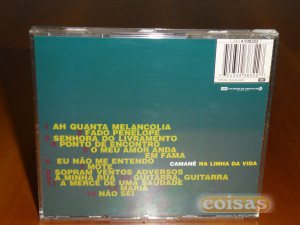 AH QUANTA MELANCOLIA
FADO PENÉLOPE
SENHORA DO LIVRAMENTO
PONTO DE ENCONTRO
O MEU AMOR ANDA
EM FAMA
CAMANÉ NA LINHA DA VIDA
EU NÃO ME ENTENDO
MOTE
SOPRAM VENTOS ADVERSOS
A MINHA RUA GUITARRA, GUITARRA
A MERCÊ DE UMA SAUDADE
MARIA
NÃO SEI
coisas